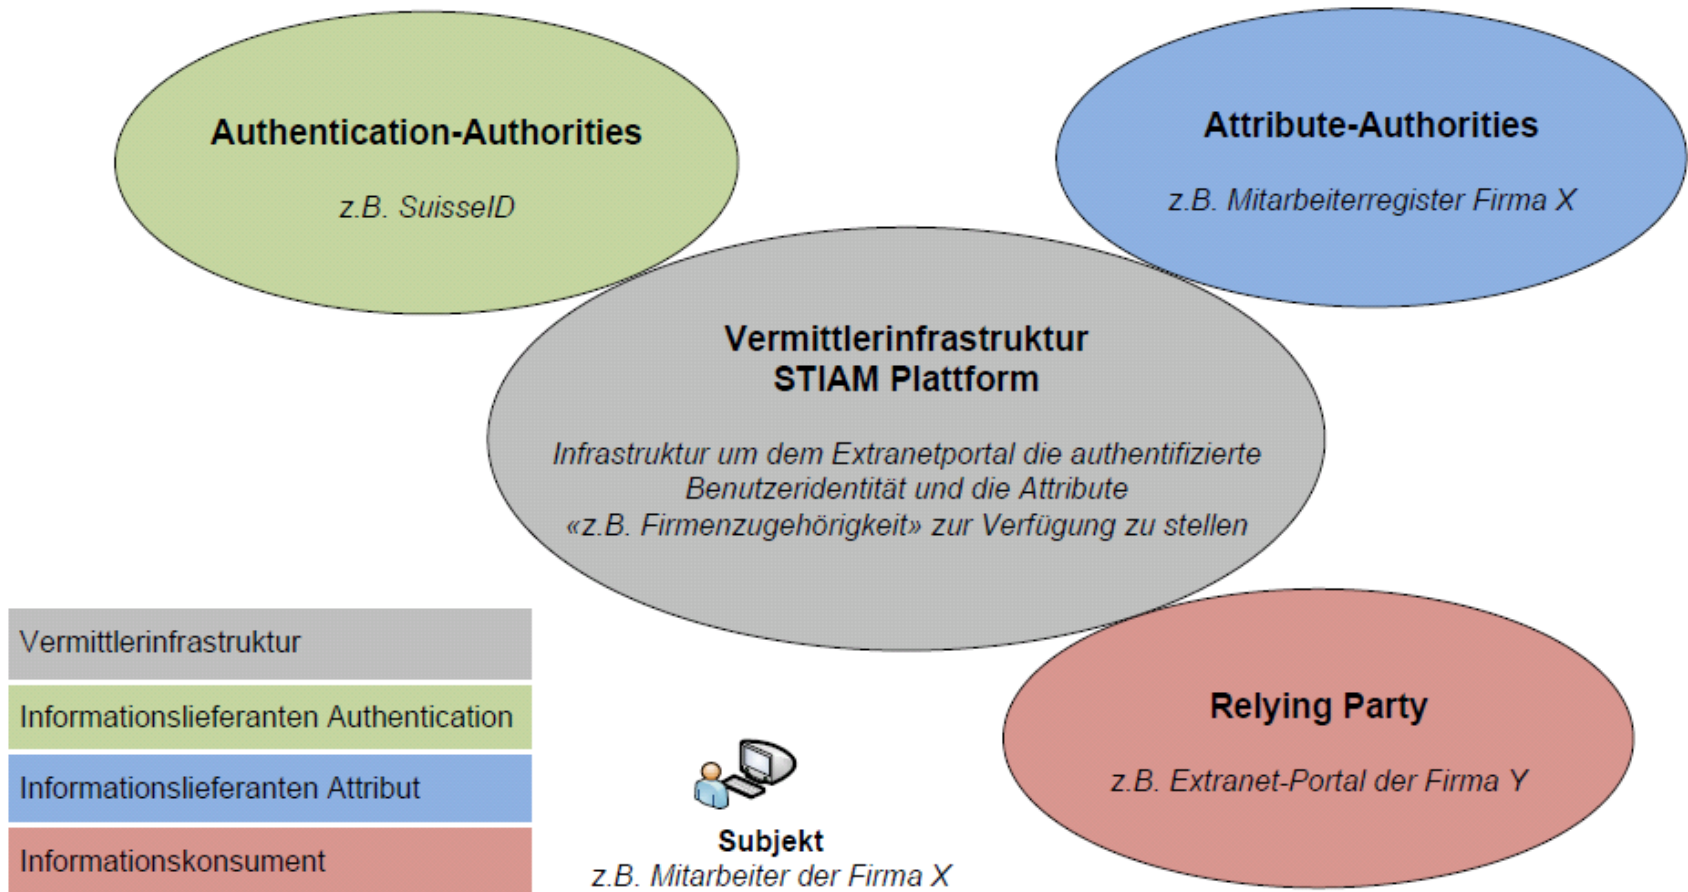 Authentication-Authorities
z.B. SuisseID
Attribute-Authorities
z.B. Mitarbeiterregister Firma X
Vermittlerinfrastruktur
STIAM Plattform
Infrastruktur um dem Extranetportal die authentifizierte
Benutzeridentität und die Attribute
«z.B. Firmenzugehörigkeit» zur Verfügung zu stellen
Relying Party
z.B. Extranet-Portal der Firma Y
Vermittlerinfrastruktur
Informationslieferanten Authentication
Informationslieferanten Attribut
Informationskonsument
Subjekt
z.B. Mitarbeiter der Firma X